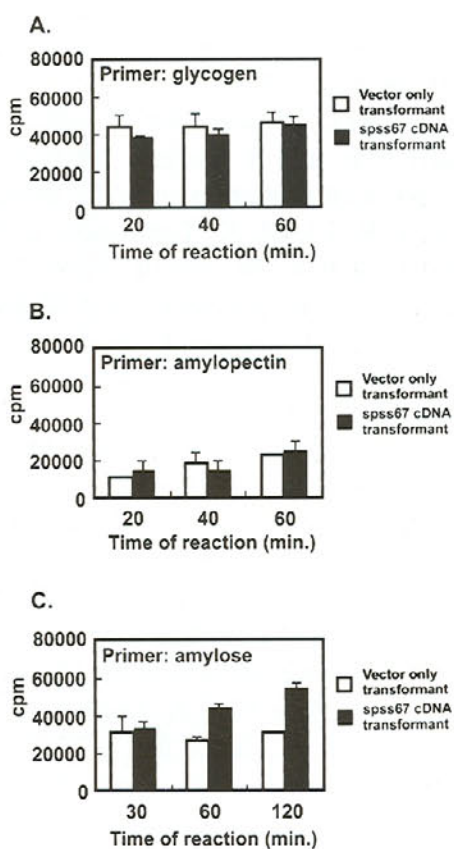 A.
80000
60000
40000
20000
0
cpm
Primer: glycogen
Vector only
transformant
spss67 cDNA
transformant
20 40 60
Time of reaction (min.)
B.
80000
60000
40000
20000
0
cpm
Primer: amylopectin
Vector only
transformant
spss67 cDNA
transformant
20 40 60
Time of reaction (min.)
C.
80000
60000
40000
20000
0
cpm
Primer: amylose
Vector only
transformant
spss67 cDNA
transformant
30 60 120
Time of reaction (min.)